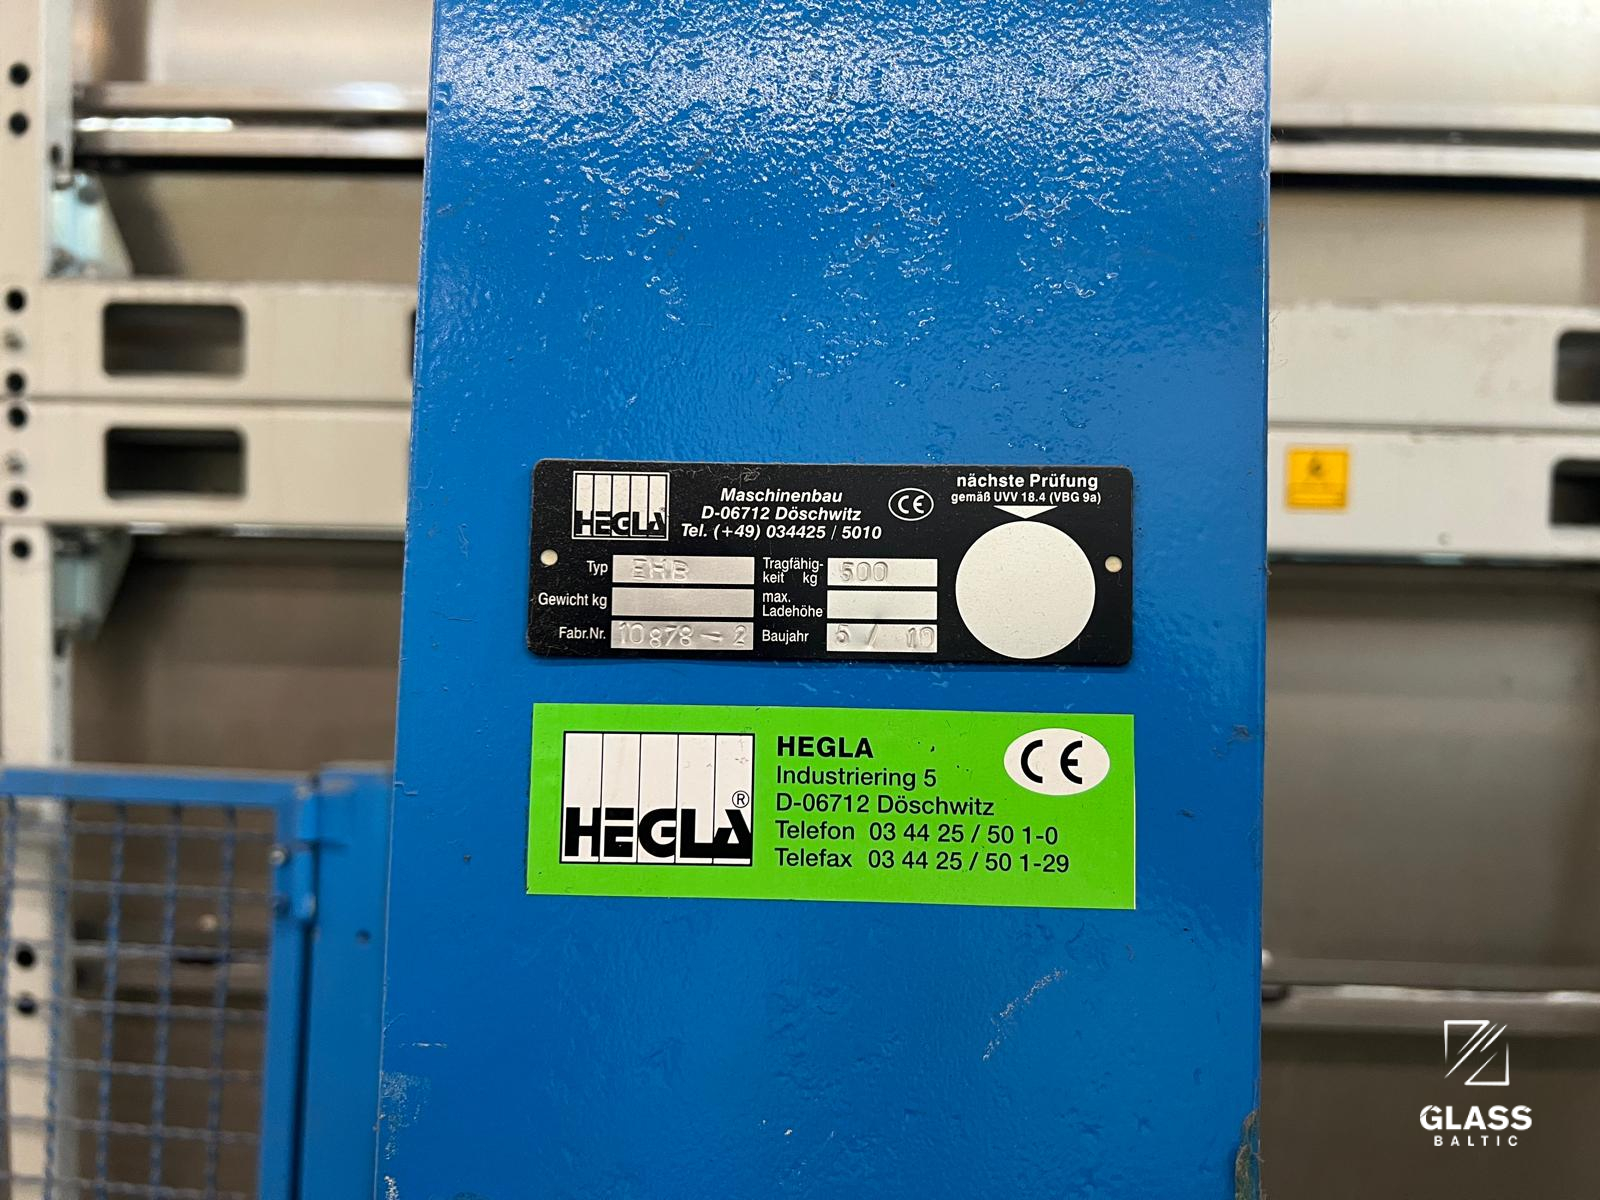 HEGLA
Maschinenbau
D-06712 Döschwitz
Tel. (+49) 034425 / 5010
CE
nächste Prüfung
gemäß UVV 18.4 (VBG 9a)
Typ EHB
Tragfähig-
keit kg 500
Gewicht kg
max.
Ladehöhe
Fabr.Nr. 10878-2
Baujahr 5 / 10
HEGLA®
HEGLA
Industriering 5
D-06712 Döschwitz
Telefon 03 44 25 / 50 1-0
Telefax 03 44 25 / 50 1-29
CE
GLASS
BALTIC